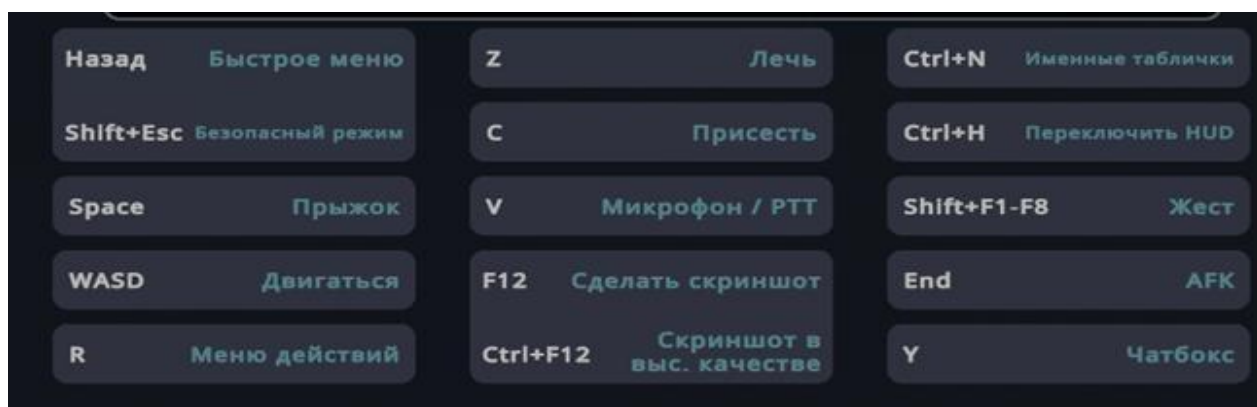 Назад Быстрое меню
Shift+Esc Безопасный режим
Space Прыжок
WASD Двигаться
R Меню действий
Z Лечь
C Присесть
V Микрофон / PTT
F12 Сделать скриншот
Ctrl+F12 Скриншот в
выс. качестве
Ctrl+N Именные таблички
Ctrl+H Переключить HUD
Shift+F1-F8 Жест
End AFK
Y Чатбокс